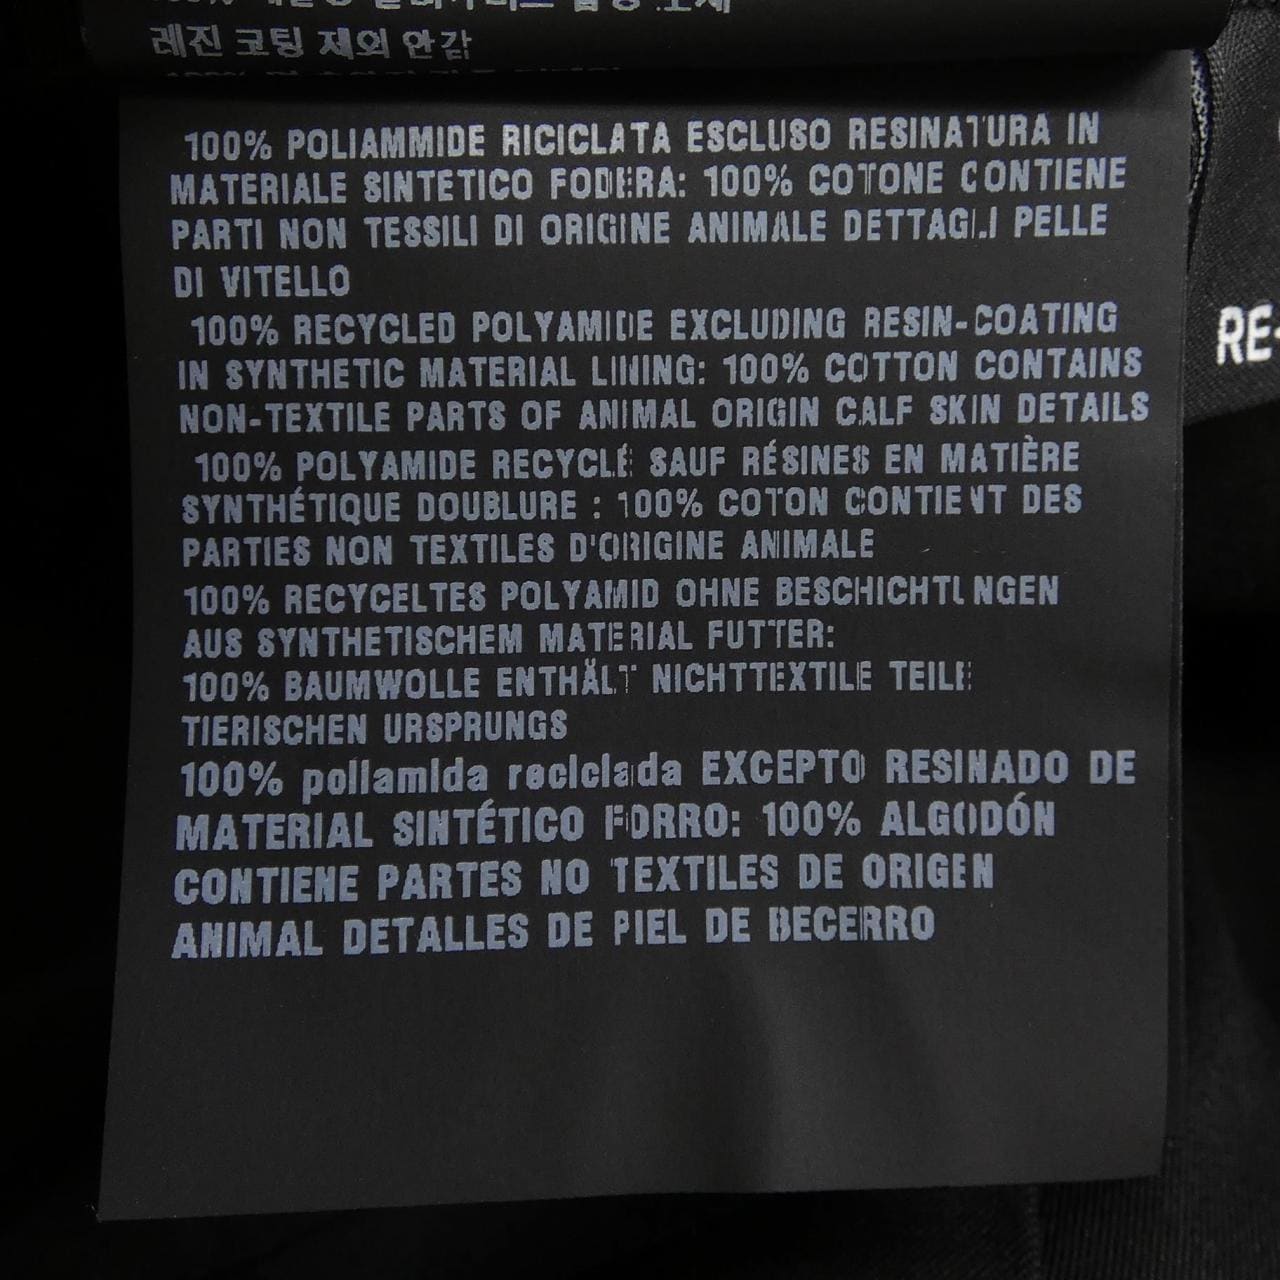 레진 코팅 제외 안감
100% POLIAMMIDE RICICLATA ESCLUSO RESINATURA IN
MATERIALE SINTETICO FODERA: 100% COTONE CONTIENE
PARTI NON TESSILI DI ORIGINE ANIMALE DETTAGLI PELLE
DI VITELLO
100% RECYCLED POLYAMIDE EXCLUDING RESIN-COATING
IN SYNTHETIC MATERIAL LINING: 100% COTTON CONTAINS
NON-TEXTILE PARTS OF ANIMAL ORIGIN CALF SKIN DETAILS
100% POLYAMIDE RECYCLÉ SAUF RÉSINES EN MATIÈRE
SYNTHÉTIQUE DOUBLURE : 100% COTON CONTIENT DES
PARTIES NON TEXTILES D'ORIGINE ANIMALE
100% RECYCELTES POLYAMID OHNE BESCHICHTUNGEN
AUS SYNTHETISCHEM MATERIAL FUTTER:
100% BAUMWOLLE ENTHÄLT NICHTTEXTILE TEILE
TIERISCHEN URSPRUNGS
100% poliamida reciclada EXCEPTO RESINADO DE
MATERIAL SINTÉTICO FORRO: 100% ALGODÓN
CONTIENE PARTES NO TEXTILES DE ORIGEN
ANIMAL DETALLES DE PIEL DE BECERRO
RE-